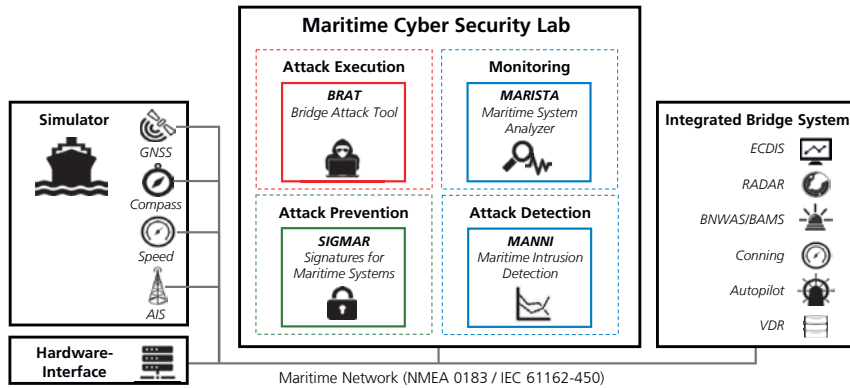 Maritime Cyber Security Lab
Attack Execution
BRAT
Bridge Attack Tool
Monitoring
MARISTA
Maritime System
Analyzer
Attack Prevention
SIGMAR
Signatures for
Maritime Systems
Attack Detection
MANNI
Maritime Intrusion
Detection
Simulator
GNSS
Compass
Speed
AIS
Hardware-
Interface
Integrated Bridge System
ECDIS
RADAR
BNWAS/BAMS
Conning
Autopilot
VDR
Maritime Network (NMEA 0183 / IEC 61162-450)